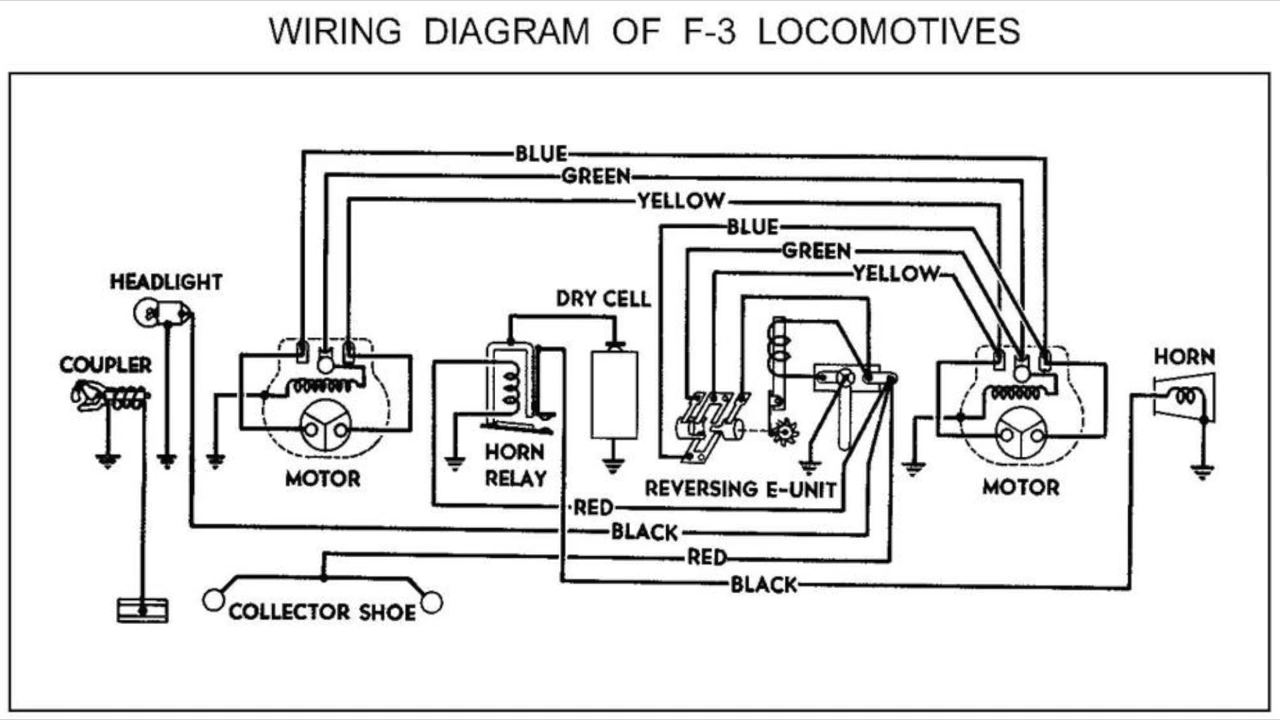 WIRING DIAGRAM OF F-3 LOCOMOTIVES
BLUE
GREEN
YELLOW
BLUE
GREEN
YELLOW
HEADLIGHT
DRY CELL
COUPLER
HORN
MOTOR
HORN
RELAY
REVERSING E-UNIT
MOTOR
RED
BLACK
RED
BLACK
COLLECTOR SHOE